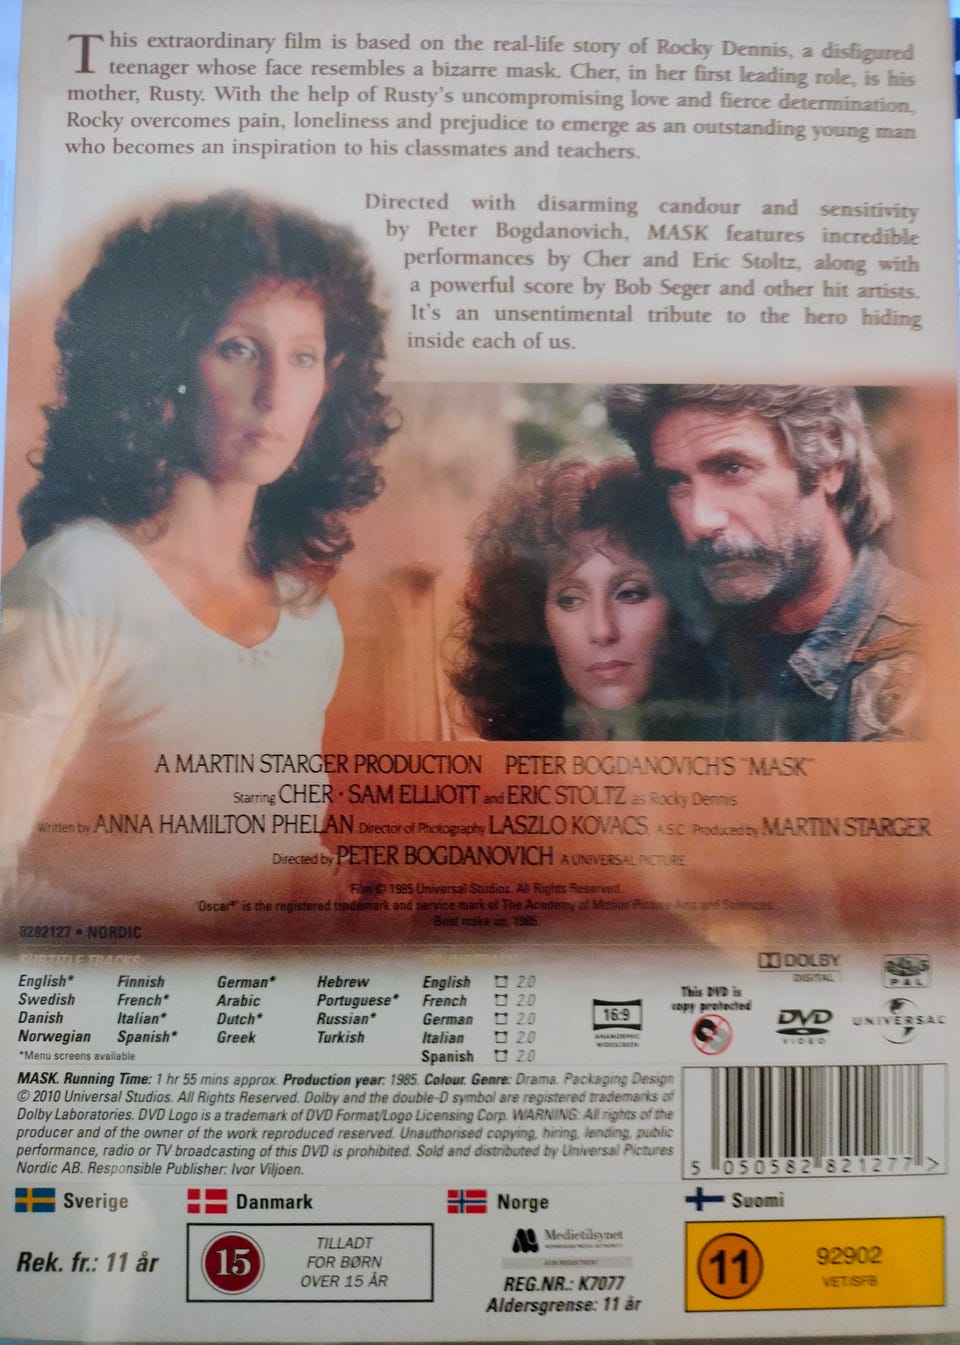 This extraordinary film is based on the real-life story of Rocky Dennis, a disfigured
teenager whose face resembles a bizarre mask. Cher, in her first leading role, is his
mother, Rusty. With the help of Rusty's uncompromising love and fierce determination,
Rocky overcomes pain, loneliness and prejudice to emerge as an outstanding young man
who becomes an inspiration to his classmates and teachers.
Directed with disarming candour and sensitivity
by Peter Bogdanovich, MASK features incredible
performances by Cher and Eric Stoltz, along with
a powerful score by Bob Seger and other hit artists.
It's an unsentimental tribute to the hero hiding
inside each of us.
A MARTIN STARGER PRODUCTION PETER BOGDANOVICH'S "MASK"
Starring CHER · SAM ELLIOTT and ERIC STOLTZ as Rocky Dennis
Written by ANNA HAMILTON PHELAN Director of Photography LASZLO KOVACS, A.S.C Produced by MARTIN STARGER
Directed by PETER BOGDANOVICH A UNIVERSAL PICTURE
Film © 1985 Universal Studios. All Rights Reserved.
'Oscar®' is the registered trademark and service mark of The Academy of Motion Picture Arts and Sciences.
Best make up, 1985.
8282127 • NORDIC
SUBTITLE TRACKS:
English* Finnish German* Hebrew English 2.0
Swedish French* Arabic Portuguese* French 2.0
Danish Italian* Dutch* Russian* German 2.0
Norwegian Spanish* Greek Turkish Italian 2.0
*Menu screens available Spanish 2.0
16:9
ANAMORPHIC
WIDESCREEN
This DVD is
copy protected
DOLBY
DIGITAL
DVD
VIDEO
PAL
UNIVERSAL
MASK. Running Time: 1 hr 55 mins approx. Production year: 1985. Colour. Genre: Drama. Packaging Design
© 2010 Universal Studios. All Rights Reserved. Dolby and the double-D symbol are registered trademarks of
Dolby Laboratories. DVD Logo is a trademark of DVD Format/Logo Licensing Corp. WARNING: All rights of the
producer and of the owner of the work reproduced reserved. Unauthorised copying, hiring, lending, public
performance, radio or TV broadcasting of this DVD is prohibited. Sold and distributed by Universal Pictures
Nordic AB. Responsible Publisher: Ivor Viljoen.
5 050582 821277 >
Sverige
Rek. fr.: 11 år
Danmark
15
TILLADT
FOR BØRN
OVER 15 ÅR
Norge
Medietilsynet
NORWEGIAN MEDIA AUTHORITY
REG.NR.: K7077
Aldersgrense: 11 år
Suomi
11
92902
VET/SFB